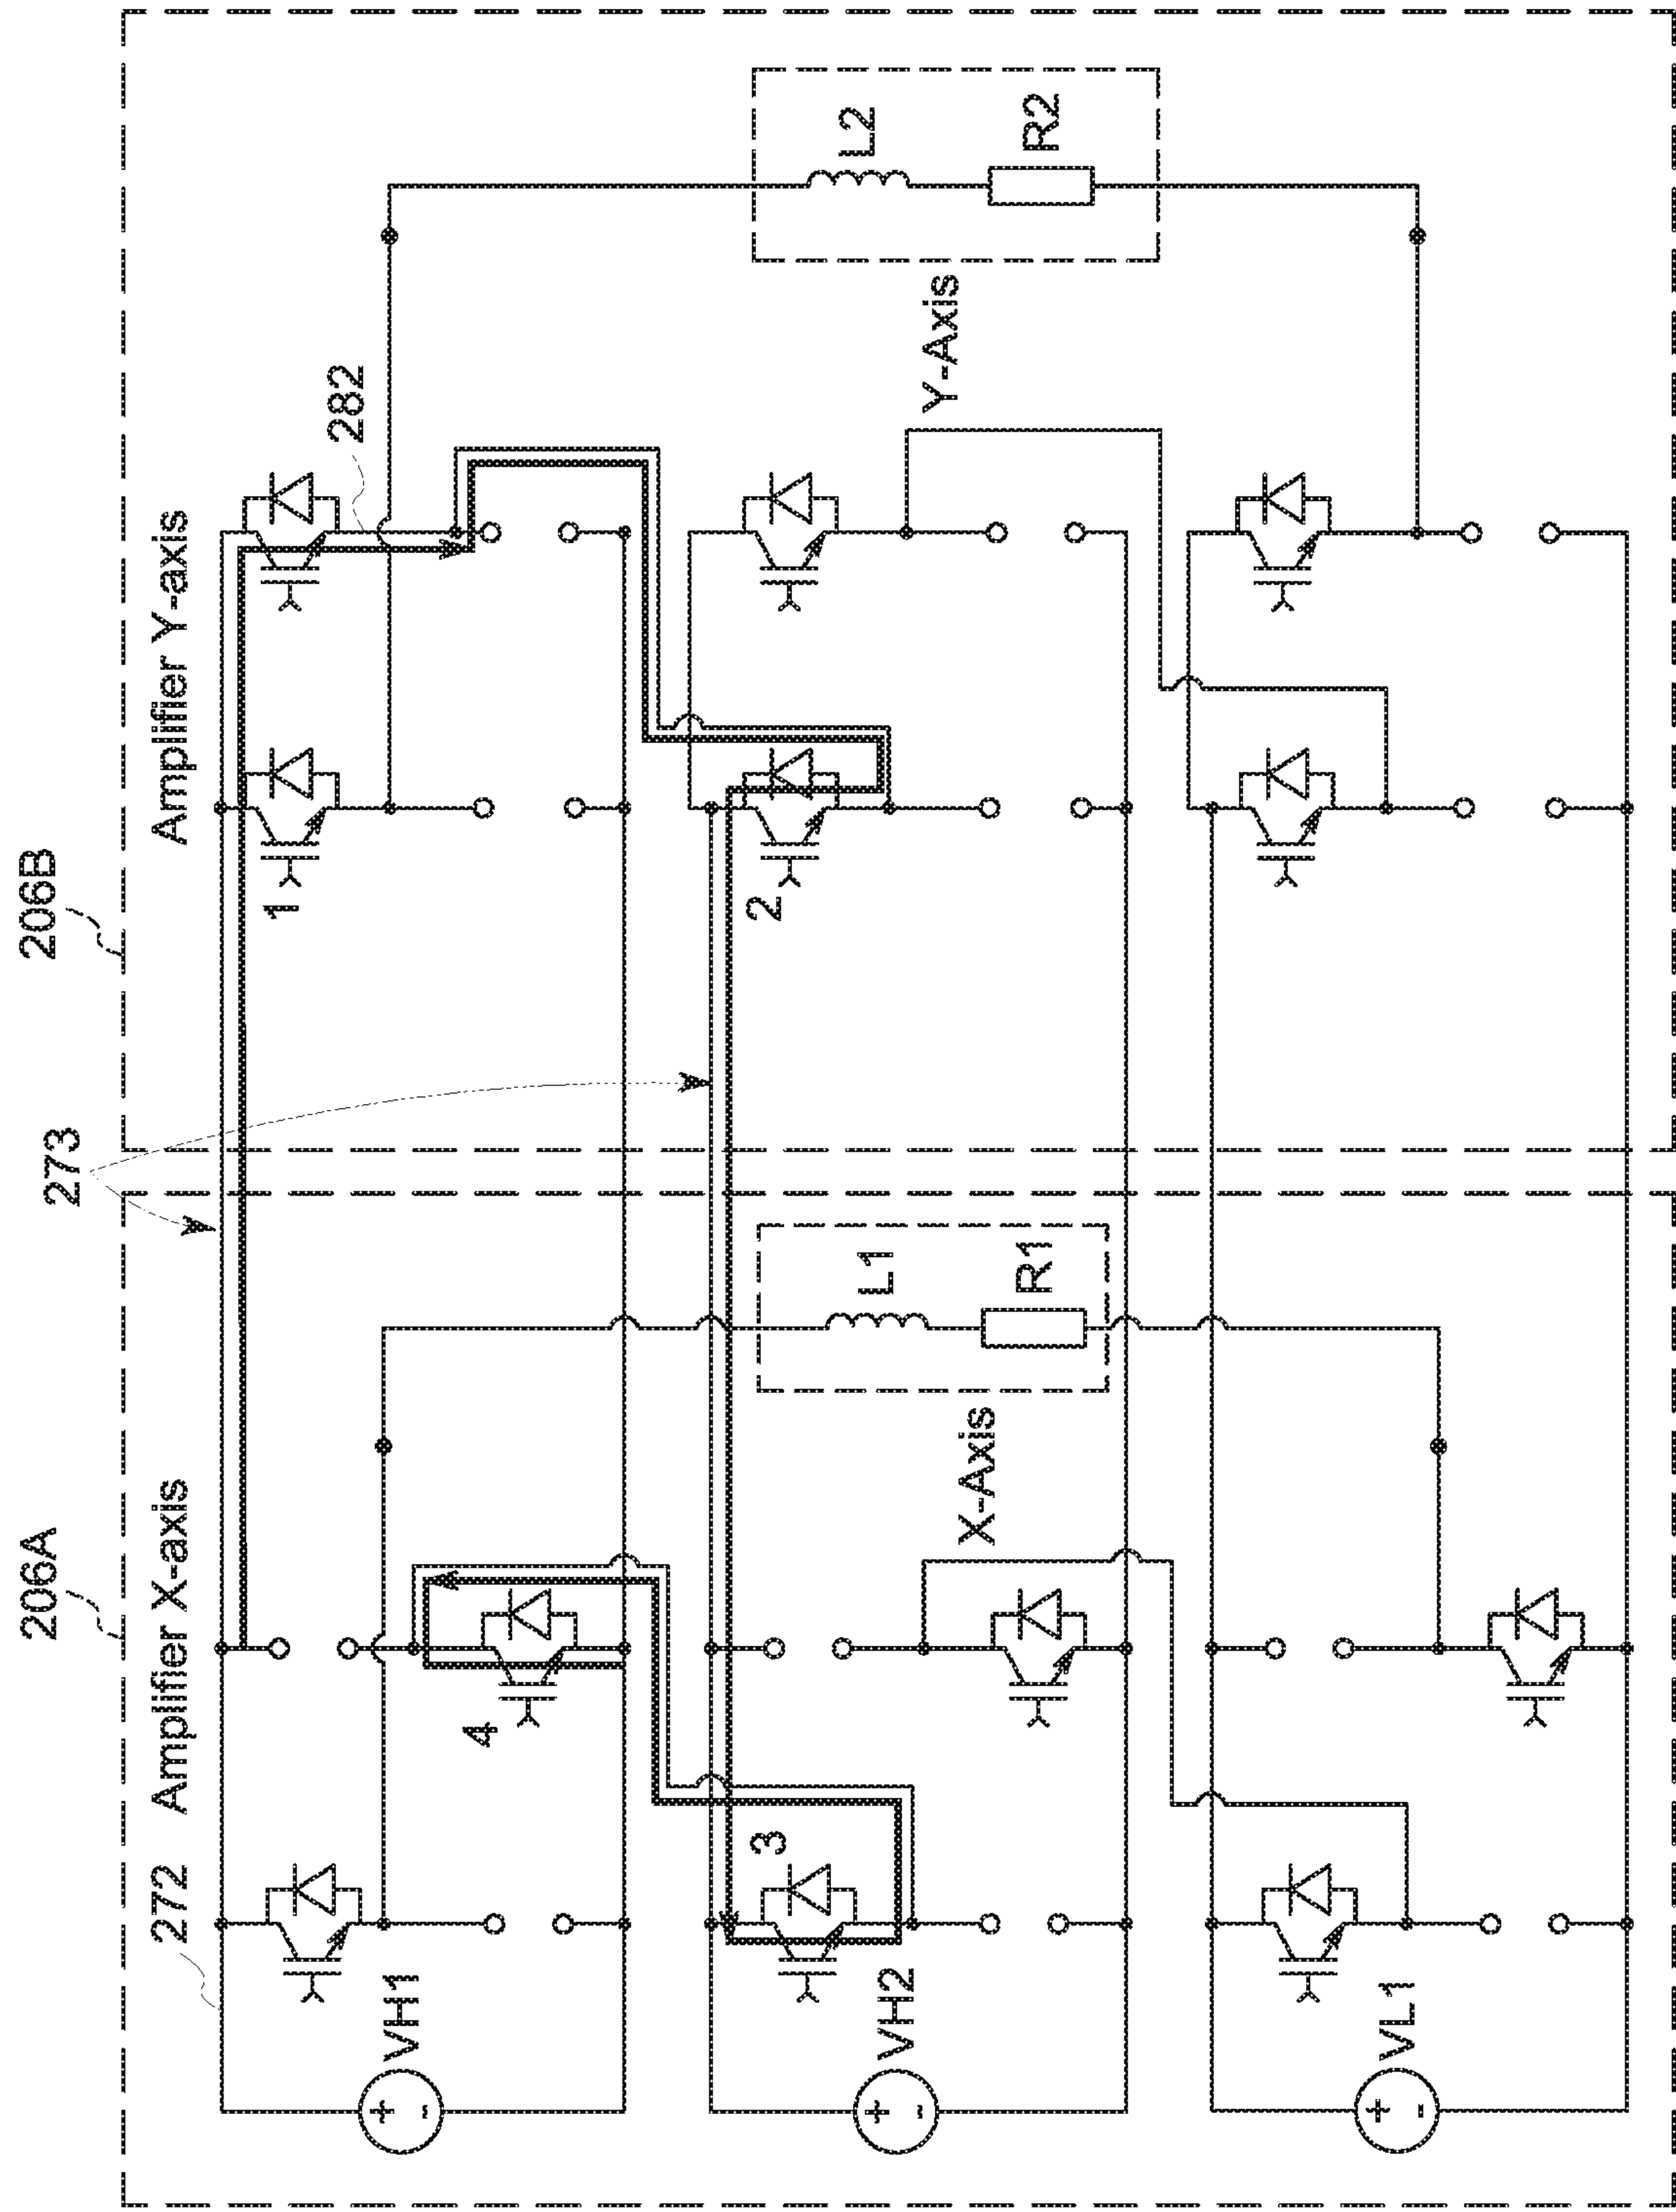 206A
206B
273
272
Amplifier X-axis
Amplifier Y-axis
282
1
2
3
4
VH1
+
-
VH2
+
-
VL1
+
-
X-Axis
L1
R1
Y-Axis
L2
R2